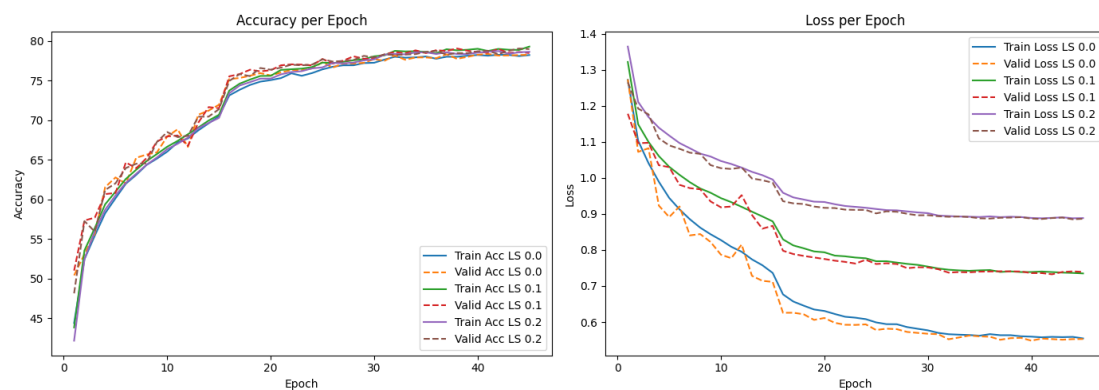 Accuracy per Epoch
80
75
70
65
60
55
50
45
Accuracy
0
10
20
30
40
Epoch
Train Acc LS 0.0
Valid Acc LS 0.0
Train Acc LS 0.1
Valid Acc LS 0.1
Train Acc LS 0.2
Valid Acc LS 0.2
Loss per Epoch
1.4
1.3
1.2
1.1
1.0
0.9
0.8
0.7
0.6
Loss
0
10
20
30
40
Epoch
Train Loss LS 0.0
Valid Loss LS 0.0
Train Loss LS 0.1
Valid Loss LS 0.1
Train Loss LS 0.2
Valid Loss LS 0.2